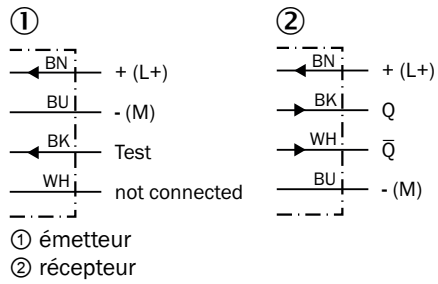 ①
BN + (L+)
BU - (M)
BK Test
WH not connected
②
BN + (L+)
BK Q
WH Q̅
BU - (M)
① émetteur
② récepteur